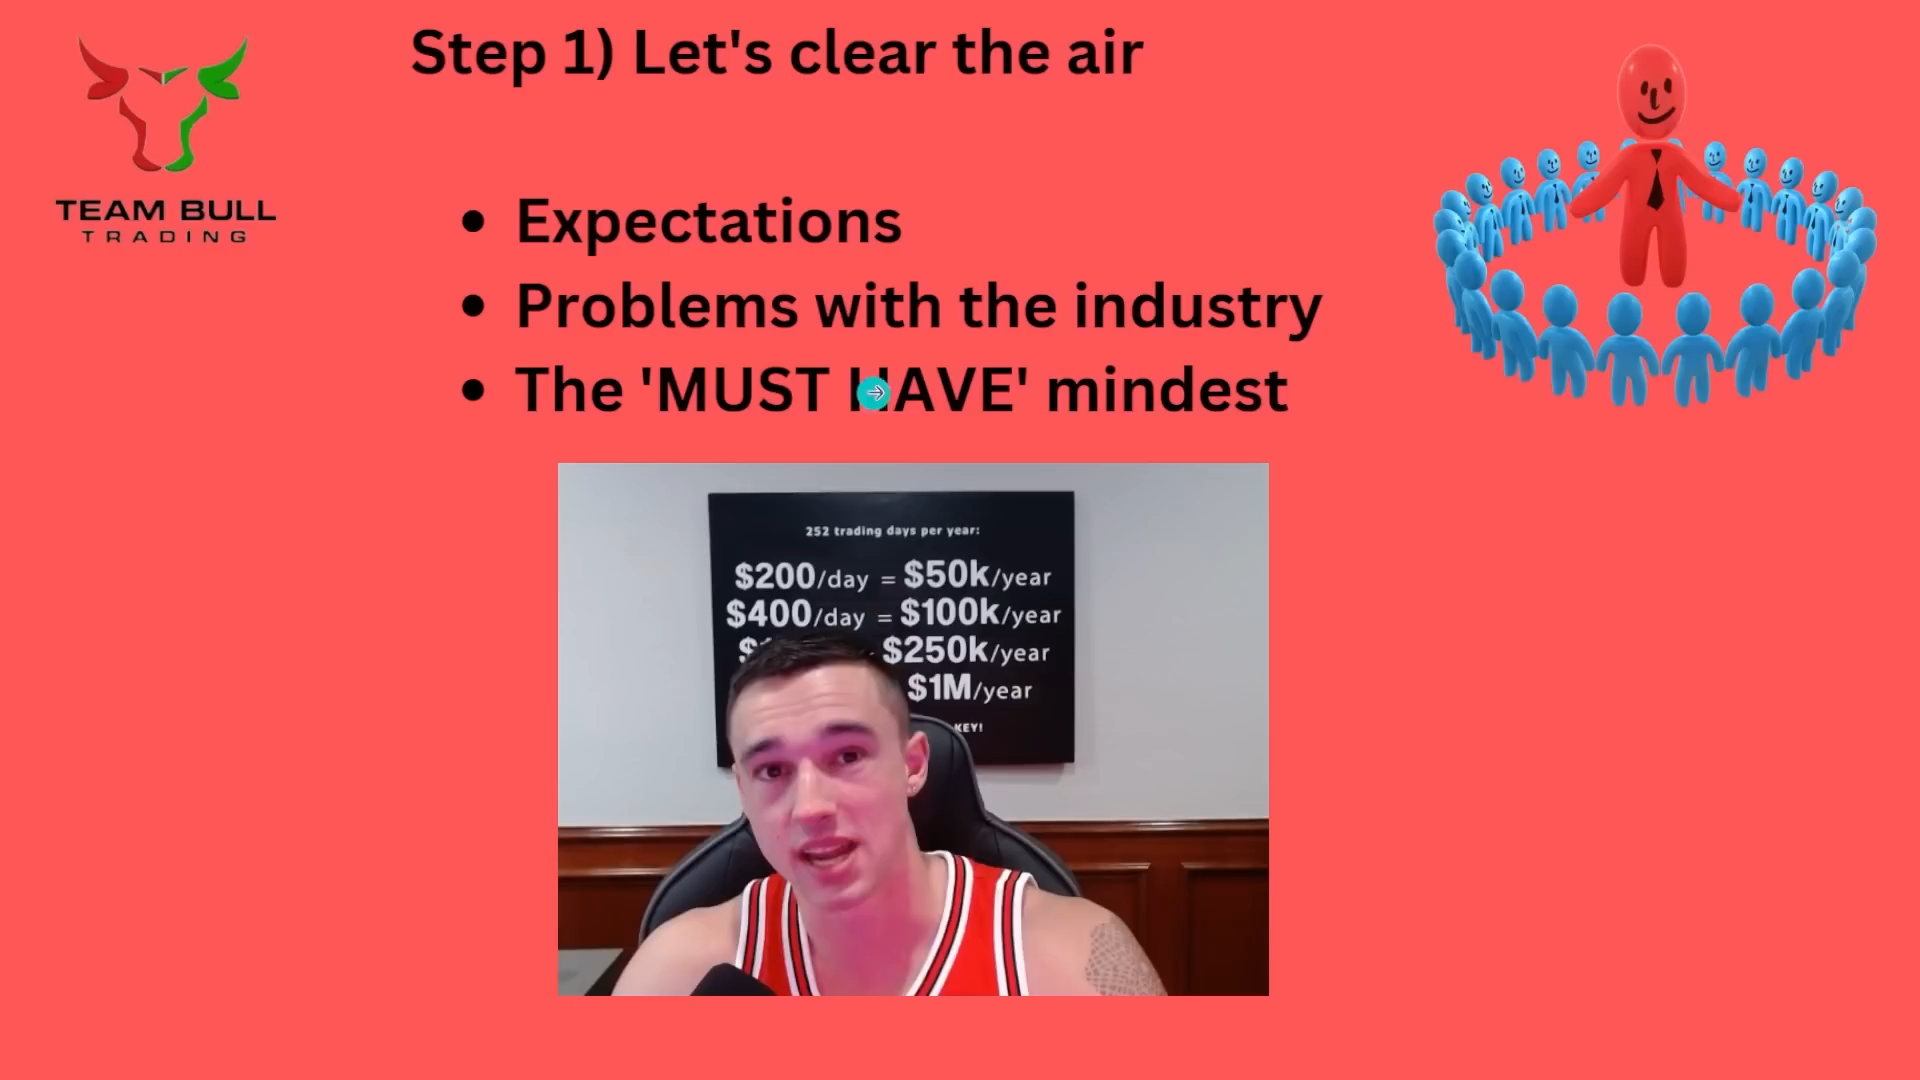 Step 1) Let's clear the air
TEAM BULL
TRADING
Expectations
Problems with the industry
The 'MUST HAVE' mindest
252 trading days per year:
$200/day = $50k/year
$400/day = $100k/year
$250k/year
$1M/year
KEY!